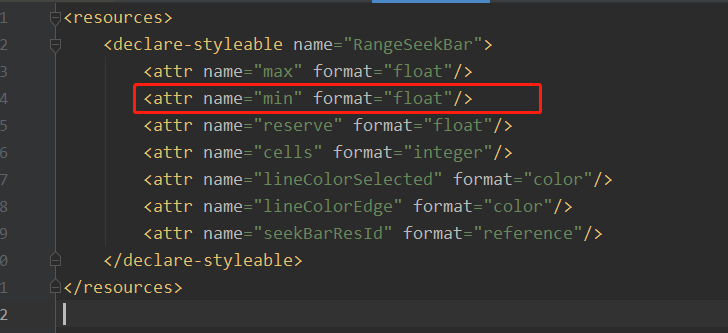 1 <resources>
2 <declare-styleable name="RangeSeekBar">
3 <attr name="max" format="float"/>
4 <attr name="min" format="float"/>
5 <attr name="reserve" format="float"/>
6 <attr name="cells" format="integer"/>
7 <attr name="lineColorSelected" format="color"/>
8 <attr name="lineColorEdge" format="color"/>
9 <attr name="seekBarResId" format="reference"/>
0 </declare-styleable>
1 </resources>
2